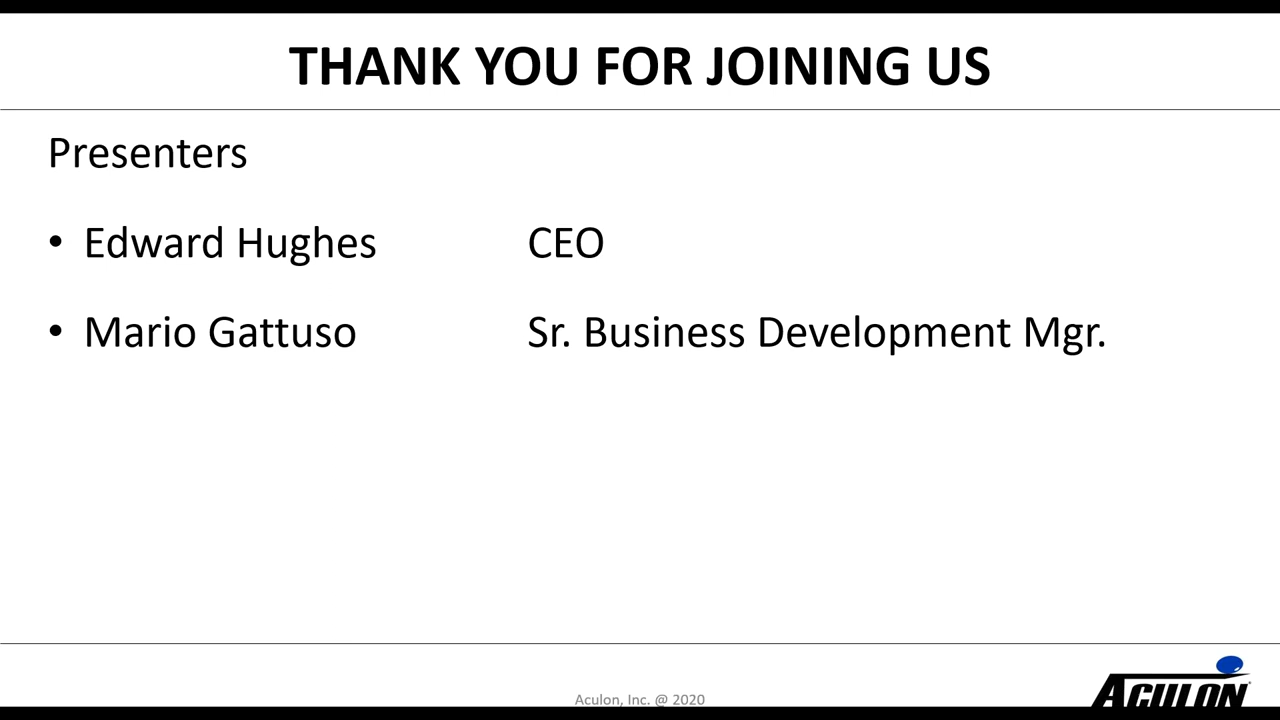 THANK YOU FOR JOINING US
Presenters
• Edward Hughes CEO
• Mario Gattuso Sr. Business Development Mgr.
Aculon, Inc. @ 2020
ACULON